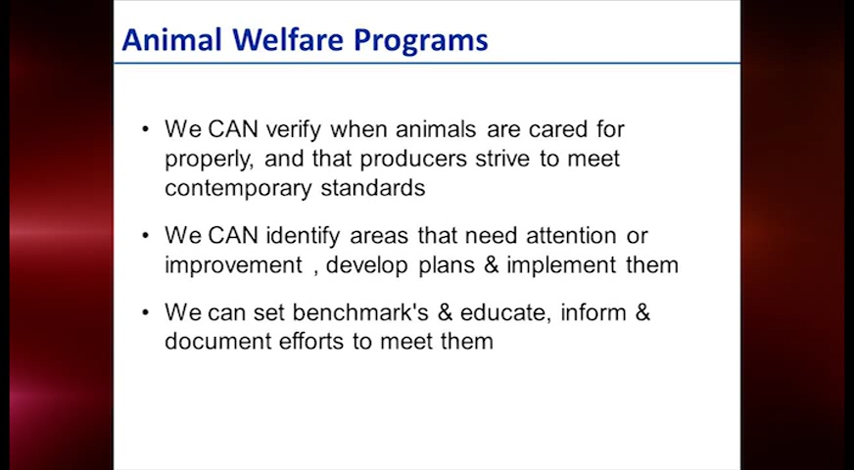 Animal Welfare Programs
• We CAN verify when animals are cared for
properly, and that producers strive to meet
contemporary standards
• We CAN identify areas that need attention or
improvement , develop plans & implement them
• We can set benchmark's & educate, inform &
document efforts to meet them